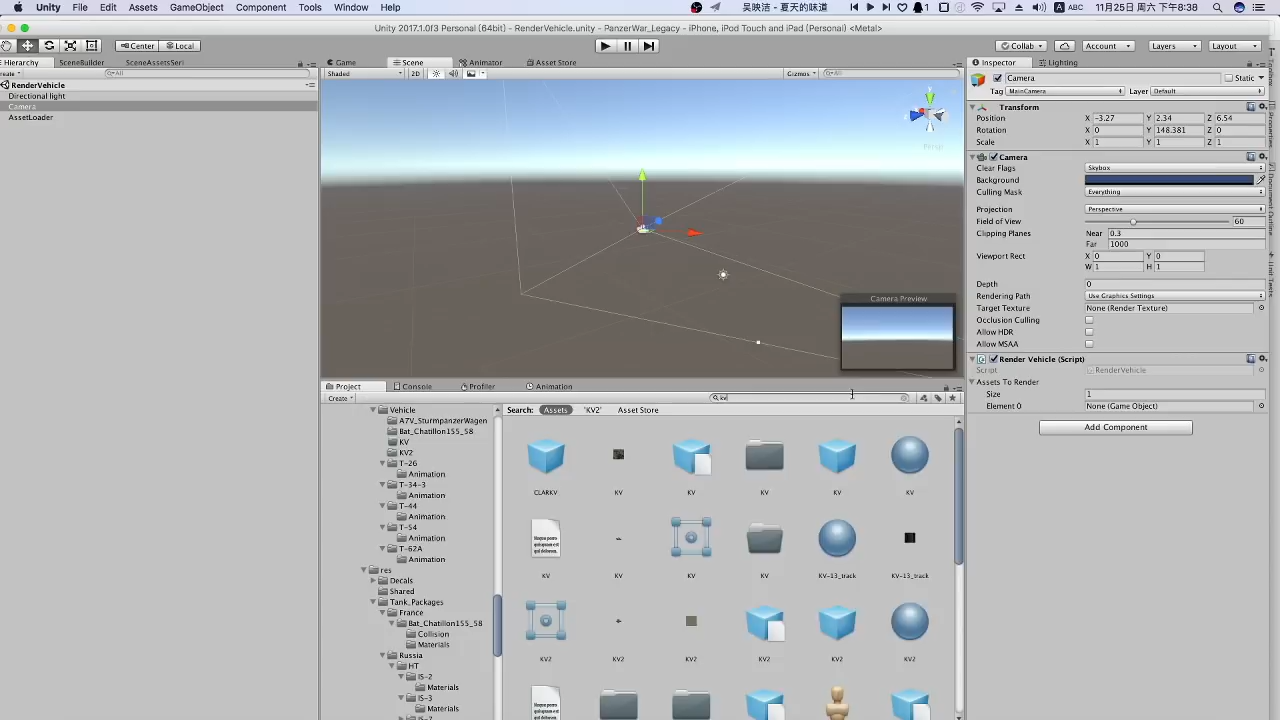 Unity File Edit Assets GameObject Component Tools Window Help 吴映洁 - 夏天的味道 1 ABC 11月25日 周六 下午8:38
Unity 2017.1.0f3 Personal (64bit) - RenderVehicle.unity - PanzerWar_Legacy - iPhone, iPod Touch and iPad (Personal) <Metal>
Center Local Collab Account Layers Layout
Hierarchy SceneBuilder SceneAssetsSeri
All
RenderVehicle
Directional light
Camera
AssetLoader
Game Scene Animator Asset Store
Shaded 2D Gizmos All
Persp
Camera Preview
Project Console Profiler Animation
Create kv
Vehicle
A7V_SturmpanzerWagen
Bat_Chatillon155_58
KV
KV2
T-26
Animation
T-34-3
Animation
T-44
Animation
T-54
Animation
T-62A
Animation
res
Decals
Shared
Tank_Packages
France
Bat_Chatillon155_58
Collision
Materials
Russia
HT
IS-2
Materials
IS-3
Materials
Search: Assets 'KV2' Asset Store
CLARKV KV KV KV KV KV
KV KV KV KV KV-13_track KV-13_track
KV2 KV2 KV2 KV2 KV2 KV2
Inspector Lighting
Camera Static
Tag MainCamera Layer Default
Transform
Position X -3.27 Y 2.34 Z 6.54
Rotation X 0 Y 148.381 Z 0
Scale X 1 Y 1 Z 1
Camera
Clear Flags Skybox
Background
Culling Mask Everything
Projection Perspective
Field of View 60
Clipping Planes Near 0.3
Far 1000
Viewport Rect X 0 Y 0
W 1 H 1
Depth 0
Rendering Path Use Graphics Settings
Target Texture None (Render Texture)
Occlusion Culling
Allow HDR
Allow MSAA
Render Vehicle (Script)
Script RenderVehicle
Assets To Render
Size 1
Element 0 None (Game Object)
Add Component